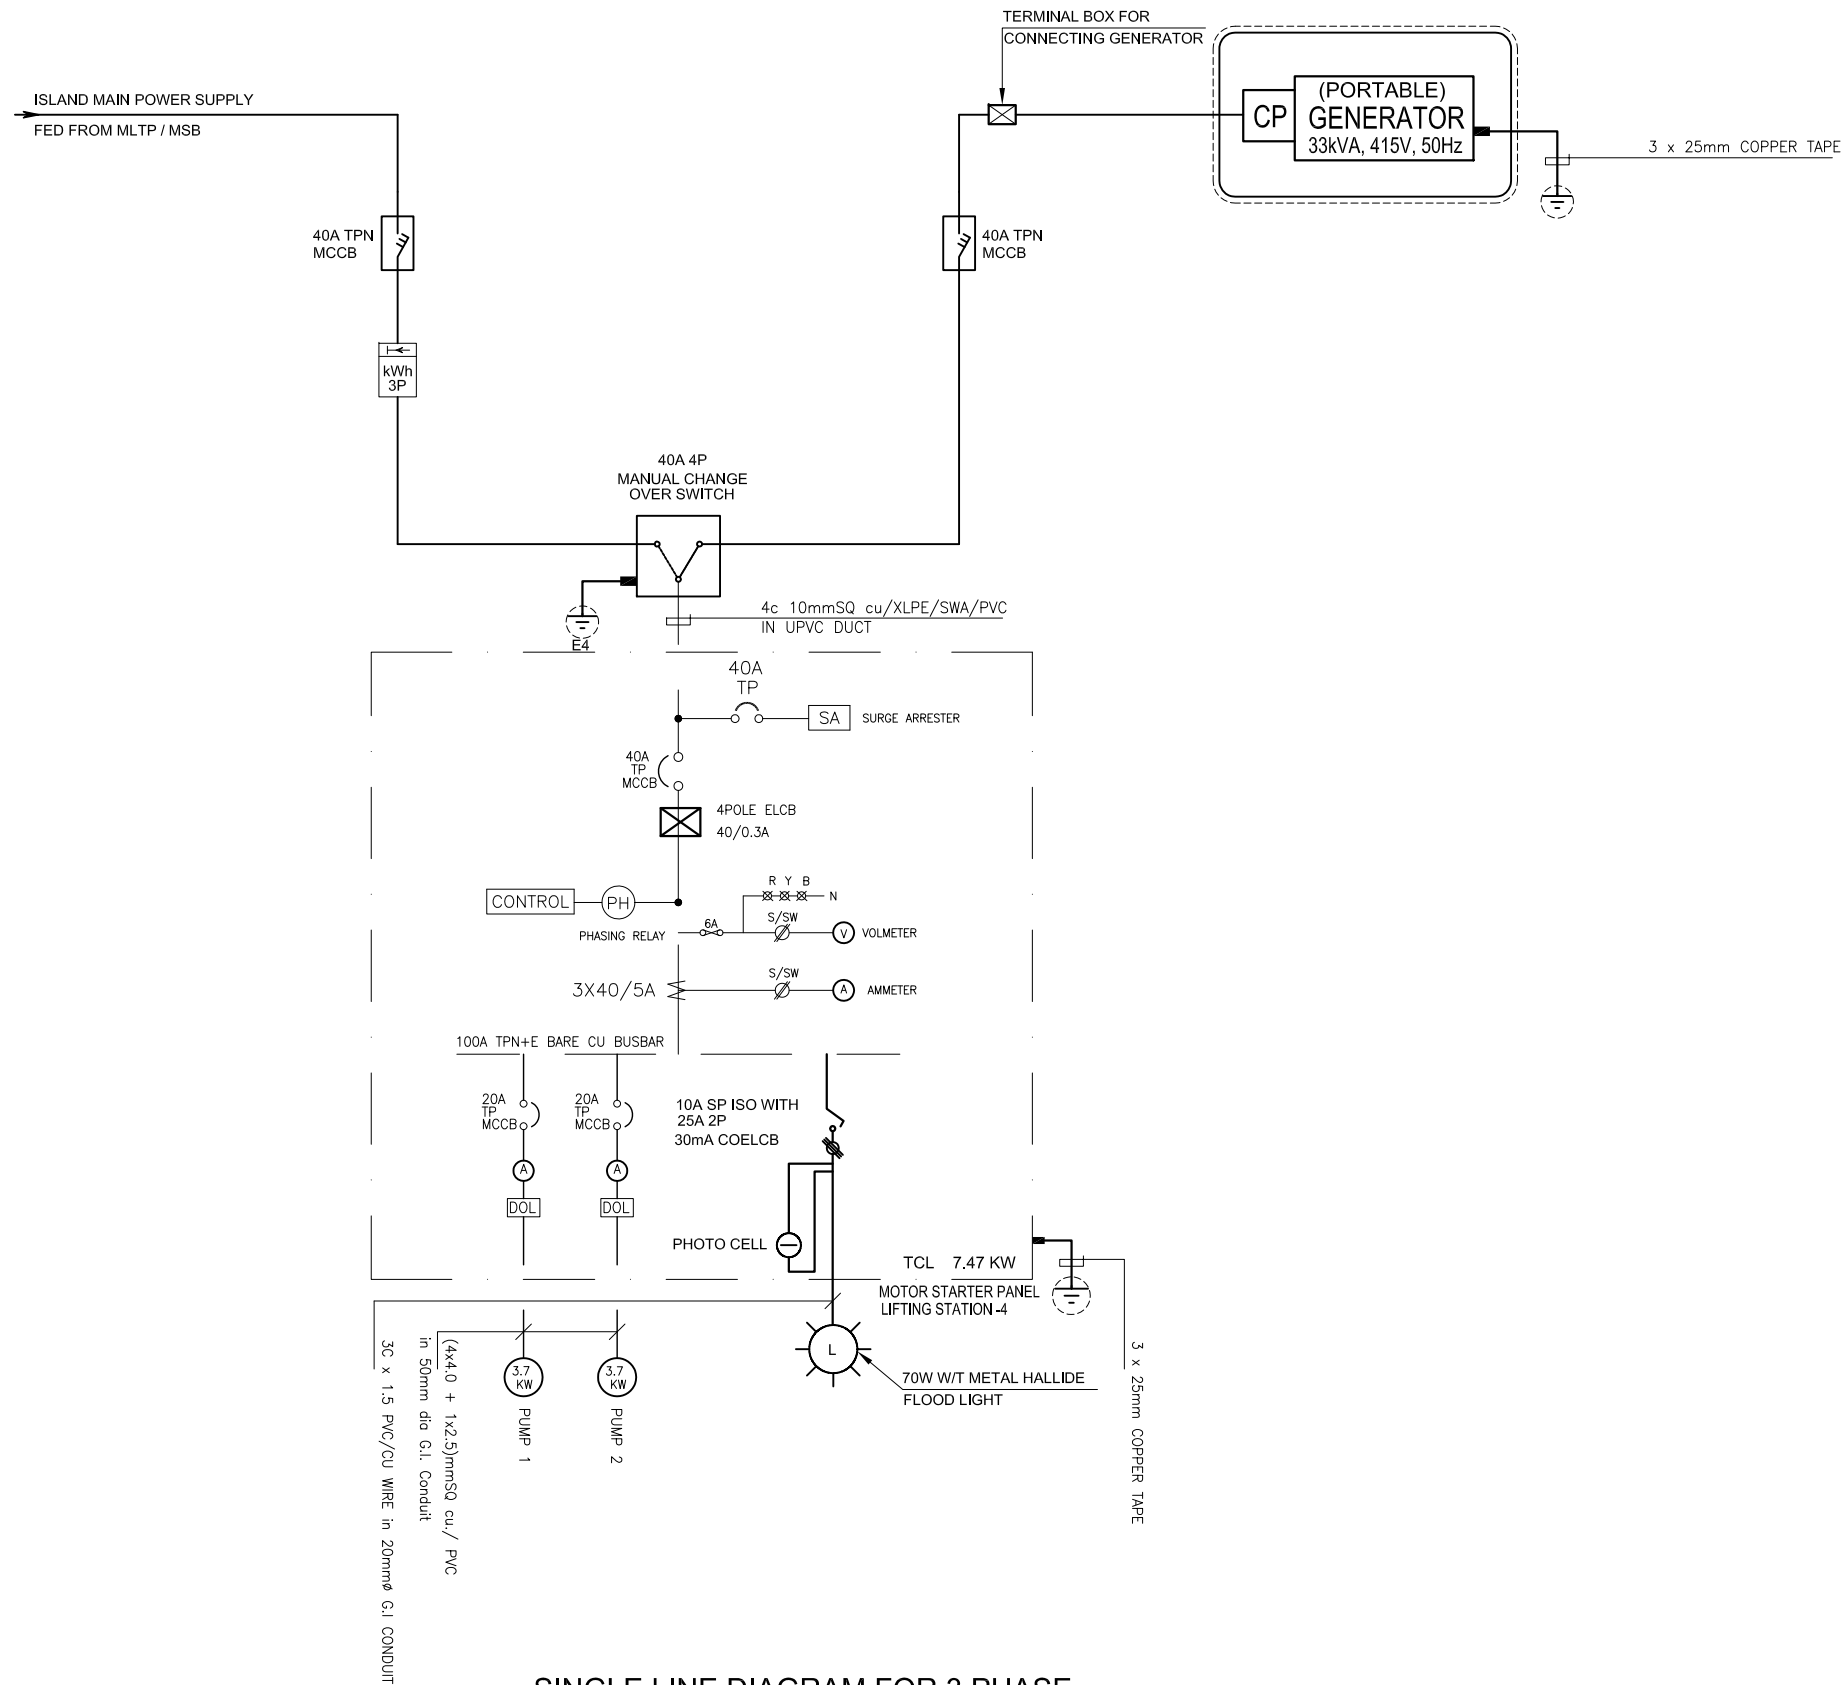 TERMINAL BOX FOR
CONNECTING GENERATOR
ISLAND MAIN POWER SUPPLY
FED FROM MLTP / MSB
CP
(PORTABLE)
GENERATOR
33kVA, 415V, 50Hz
3 x 25mm COPPER TAPE
40A TPN
MCCB
40A TPN
MCCB
kWh
3P
40A 4P
MANUAL CHANGE
OVER SWITCH
4c 10mmSQ cu/XLPE/SWA/PVC
IN UPVC DUCT
E4
40A
TP
SA
SURGE ARRESTER
40A
TP
MCCB
4POLE ELCB
40/0.3A
CONTROL
PH
R Y B
N
PHASING RELAY
6A
S/SW
V
VOLMETER
3X40/5A
S/SW
A
AMMETER
100A TPN+E BARE CU BUSBAR
20A
TP
MCCB
20A
TP
MCCB
10A SP ISO WITH
25A 2P
30mA COELCB
A
A
DOL
DOL
PHOTO CELL
TCL 7.47 KW
MOTOR STARTER PANEL
LIFTING STATION -4
3 x 25mm COPPER TAPE
L
70W W/T METAL HALLIDE
FLOOD LIGHT
3.7
KW
PUMP 1
3.7
KW
PUMP 2
(4x4.0 + 1x2.5)mmSQ cu./ PVC
in 50mm dia G.I. Conduit
3C x 1.5 PVC/CU WIRE in 20mmø G.I CONDUIT
SINGLE LINE DIAGRAM FOR 3 PHASE